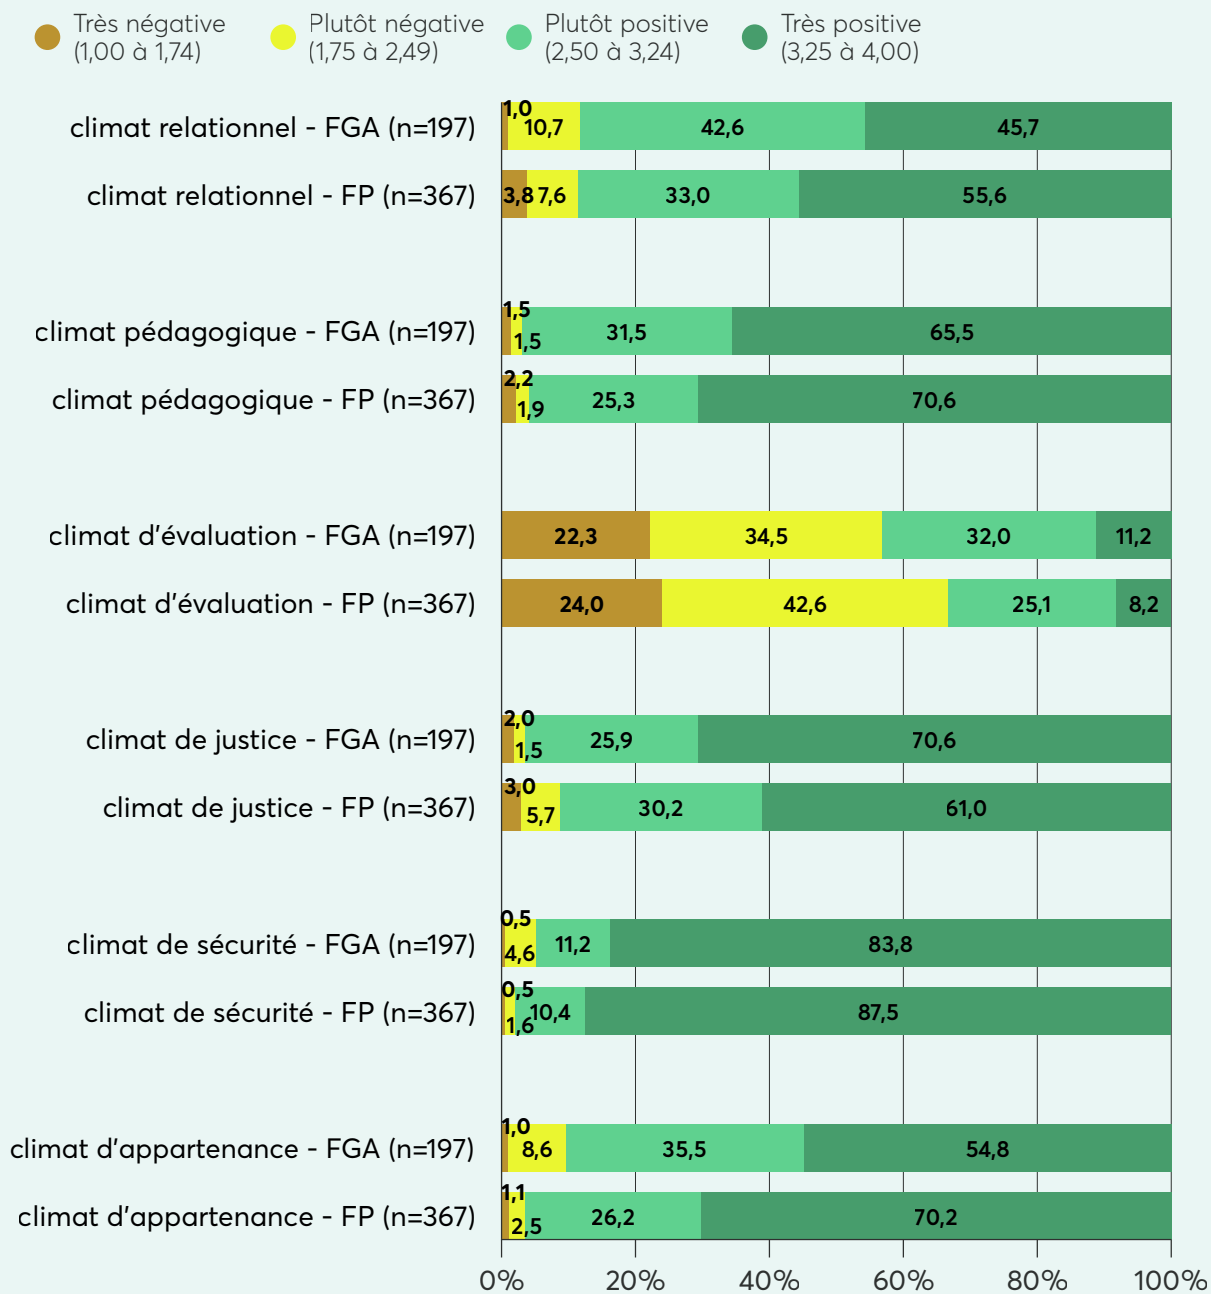 Très négative
(1,00 à 1,74)
Plutôt négative
(1,75 à 2,49)
Plutôt positive
(2,50 à 3,24)
Très positive
(3,25 à 4,00)
climat relationnel - FGA (n=197)
1,0
10,7
42,6
45,7
climat relationnel - FP (n=367)
3,8
7,6
33,0
55,6
climat pédagogique - FGA (n=197)
1,5
1,5
31,5
65,5
climat pédagogique - FP (n=367)
2,2
1,9
25,3
70,6
climat d'évaluation - FGA (n=197)
22,3
34,5
32,0
11,2
climat d'évaluation - FP (n=367)
24,0
42,6
25,1
8,2
climat de justice - FGA (n=197)
2,0
1,5
25,9
70,6
climat de justice - FP (n=367)
3,0
5,7
30,2
61,0
climat de sécurité - FGA (n=197)
0,5
4,6
11,2
83,8
climat de sécurité - FP (n=367)
0,5
1,6
10,4
87,5
climat d'appartenance - FGA (n=197)
1,0
8,6
35,5
54,8
climat d'appartenance - FP (n=367)
1,1
2,5
26,2
70,2
0%
20%
40%
60%
80%
100%